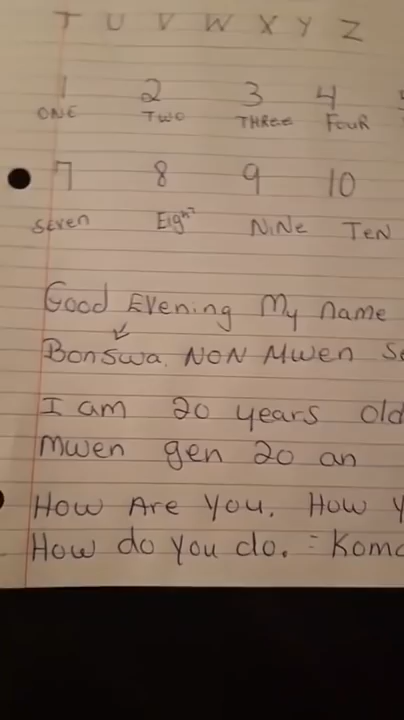 T U V W X Y Z
1 2 3 4
ONE TWO THREE FOUR
7 8 9 10
seven Eight NiNe TeN
Good Evening My name
Bonswa. NON Mwen Se
I am 20 years old
mwen gen 20 an
How Are You. How Y
How do you do. = Komo